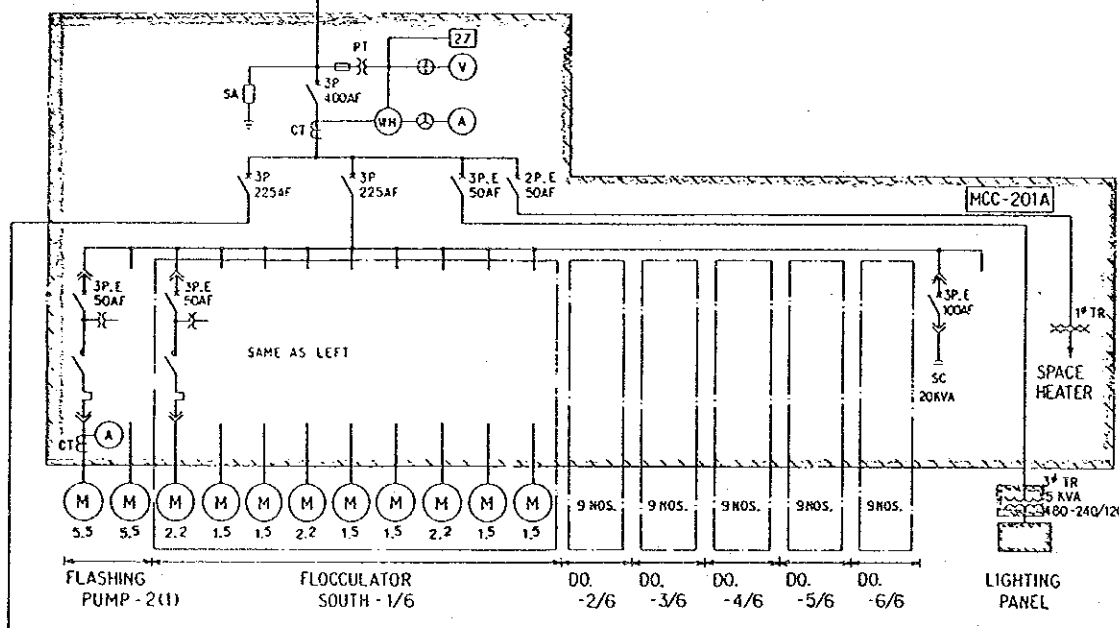 27
PT
V
SA
3P
400AF
CT
WH
A
3P
225AF
3P
225AF
3P.E
50AF
2P.E
50AF
MCC-201A
3P.E
50AF
3P.E
50AF
3P.E
100AF
1φ TR
SAME AS LEFT
SC
20KVA
SPACE
HEATER
CT
A
M
M
M
M
M
M
M
M
M
M
M
5.5
5.5
2.2
1.5
1.5
2.2
1.5
1.5
2.2
1.5
1.5
9 NOS.
9 NOS.
9 NOS.
9 NOS.
9 NOS.
3φ TR
5 KVA
480-240/120
FLASHING
PUMP-2(1)
FLOCCULATOR
SOUTH-1/6
DO.
-2/6
DO.
-3/6
DO.
-4/6
DO.
-5/6
DO.
-6/6
LIGHTING
PANEL